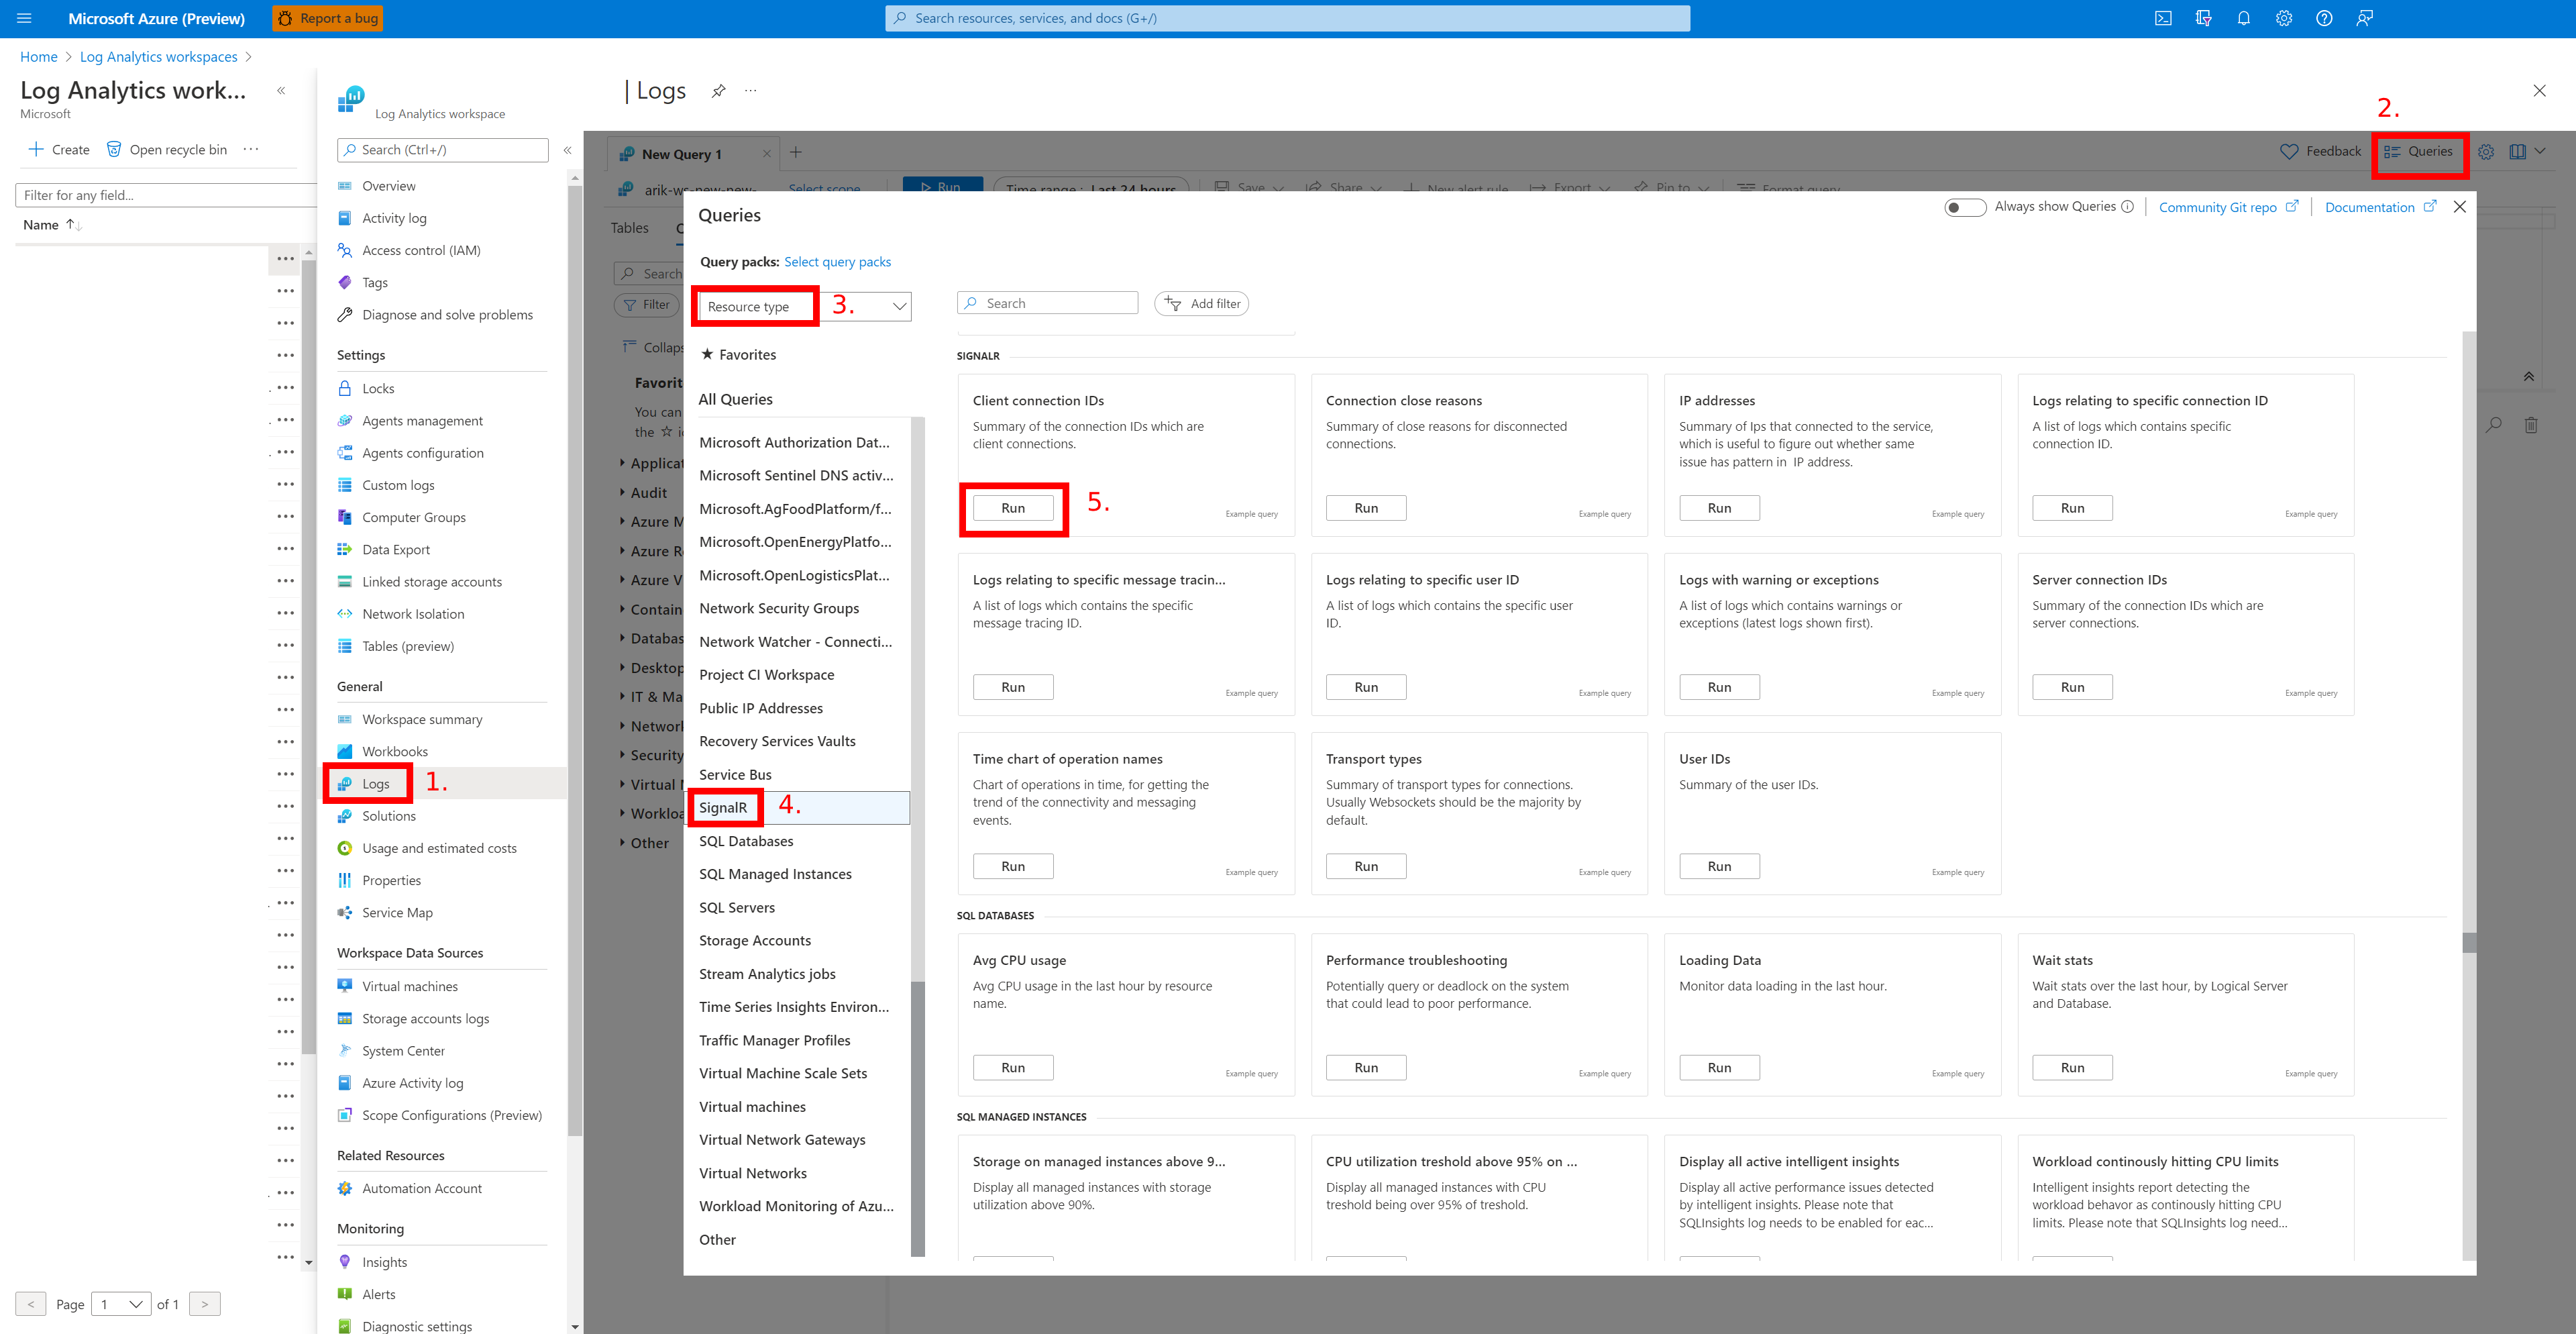 Microsoft Azure (Preview)
Report a bug
Search resources, services, and docs (G+/)
Home > Log Analytics workspaces >
Log Analytics work...
Microsoft
Create
Open recycle bin
Filter for any field...
Name
Log Analytics workspace
Search (Ctrl+/)
Overview
Activity log
Access control (IAM)
Tags
Diagnose and solve problems
Settings
Locks
Agents management
Agents configuration
Custom logs
Computer Groups
Data Export
Linked storage accounts
Network Isolation
Tables (preview)
General
Workspace summary
Workbooks
Logs
1.
Solutions
Usage and estimated costs
Properties
Service Map
Workspace Data Sources
Virtual machines
Storage accounts logs
System Center
Azure Activity log
Scope Configurations (Preview)
Related Resources
Automation Account
Monitoring
Insights
Alerts
Diagnostic settings
< Page 1 of 1 >
| Logs
2.
New Query 1
Feedback
Queries
arik-ws-new-new-
Select scope
Run
Time range : Last 24 hours
Save
Share
New alert rule
Export
Pin to
Format query
Tables
Search
Filter
Collaps
Favorit
You can
the ☆ i
Applicat
Audit
Azure M
Azure Re
Azure V
Contain
Databas
Desktop
IT & Ma
Network
Security
Virtual M
Workloa
Other
Queries
Always show Queries
Community Git repo
Documentation
Query packs: Select query packs
Resource type
3.
Search
Add filter
★ Favorites
All Queries
Microsoft Authorization Dat...
Microsoft Sentinel DNS activ...
Microsoft.AgFoodPlatform/f...
Microsoft.OpenEnergyPlatfo...
Microsoft.OpenLogisticsPlat...
Network Security Groups
Network Watcher - Connecti...
Project CI Workspace
Public IP Addresses
Recovery Services Vaults
Service Bus
SignalR
4.
SQL Databases
SQL Managed Instances
SQL Servers
Storage Accounts
Stream Analytics jobs
Time Series Insights Environ...
Traffic Manager Profiles
Virtual Machine Scale Sets
Virtual machines
Virtual Network Gateways
Virtual Networks
Workload Monitoring of Azu...
Other
SIGNALR
Client connection IDs
Summary of the connection IDs which are
client connections.
Run
5.
Example query
Connection close reasons
Summary of close reasons for disconnected
connections.
Run
Example query
IP addresses
Summary of Ips that connected to the service,
which is useful to figure out whether same
issue has pattern in IP address.
Run
Example query
Logs relating to specific connection ID
A list of logs which contains specific
connection ID.
Run
Example query
Logs relating to specific message tracin...
A list of logs which contains the specific
message tracing ID.
Run
Example query
Logs relating to specific user ID
A list of logs which contains the specific user
ID.
Run
Example query
Logs with warning or exceptions
A list of logs which contains warnings or
exceptions (latest logs shown first).
Run
Example query
Server connection IDs
Summary of the connection IDs which are
server connections.
Run
Example query
Time chart of operation names
Chart of operations in time, for getting the
trend of the connectivity and messaging
events.
Run
Example query
Transport types
Summary of transport types for connections.
Usually Websockets should be the majority by
default.
Run
Example query
User IDs
Summary of the user IDs.
Run
Example query
SQL DATABASES
Avg CPU usage
Avg CPU usage in the last hour by resource
name.
Run
Example query
Performance troubleshooting
Potentially query or deadlock on the system
that could lead to poor performance.
Run
Example query
Loading Data
Monitor data loading in the last hour.
Run
Example query
Wait stats
Wait stats over the last hour, by Logical Server
and Database.
Run
Example query
SQL MANAGED INSTANCES
Storage on managed instances above 9...
Display all managed instances with storage
utilization above 90%.
CPU utilization treshold above 95% on ...
Display all managed instances with CPU
treshold being over 95% of treshold.
Display all active intelligent insights
Display all active performance issues detected
by intelligent insights. Please note that
SQLInsights log needs to be enabled for eac...
Workload continously hitting CPU limits
Intelligent insights report detecting the
workload behavor as continously hitting CPU
limits. Please note that SQLInsights log need...